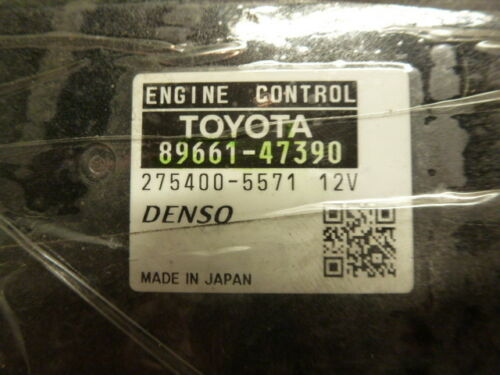 ENGINE CONTROL
TOYOTA
89661-47390
275400-5571 12V
DENSO
MADE IN JAPAN